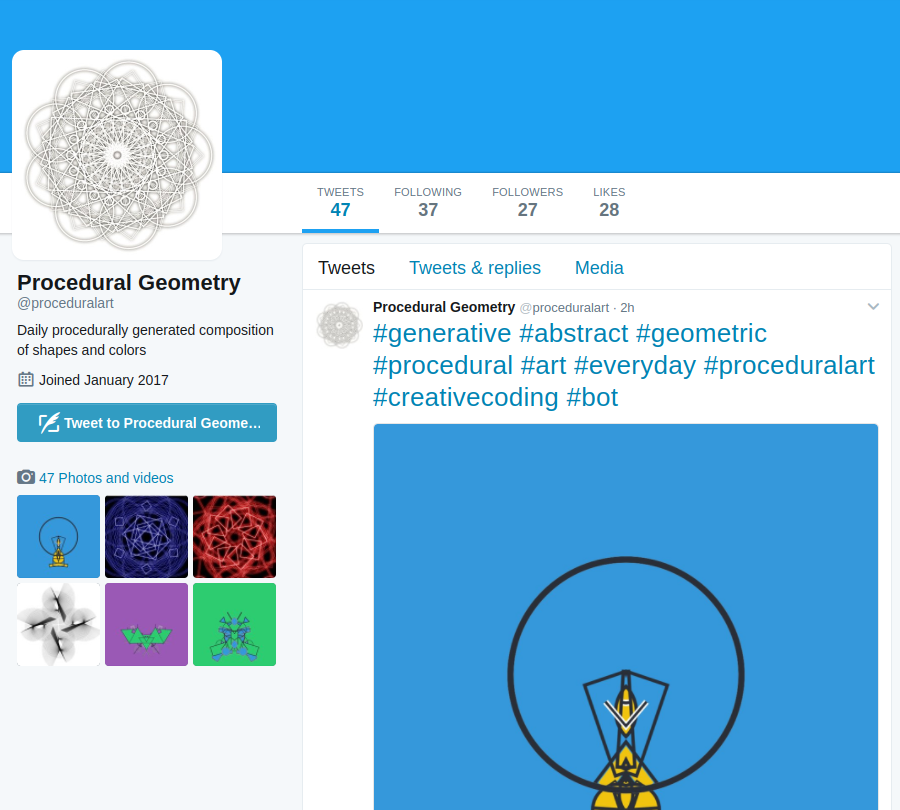 TWEETS FOLLOWING FOLLOWERS LIKES
47 37 27 28
Procedural Geometry
@proceduralart
Daily procedurally generated composition
of shapes and colors
Joined January 2017
Tweet to Procedural Geome...
47 Photos and videos
Tweets Tweets & replies Media
Procedural Geometry @proceduralart · 2h
#generative #abstract #geometric
#procedural #art #everyday #proceduralart
#creativecoding #bot